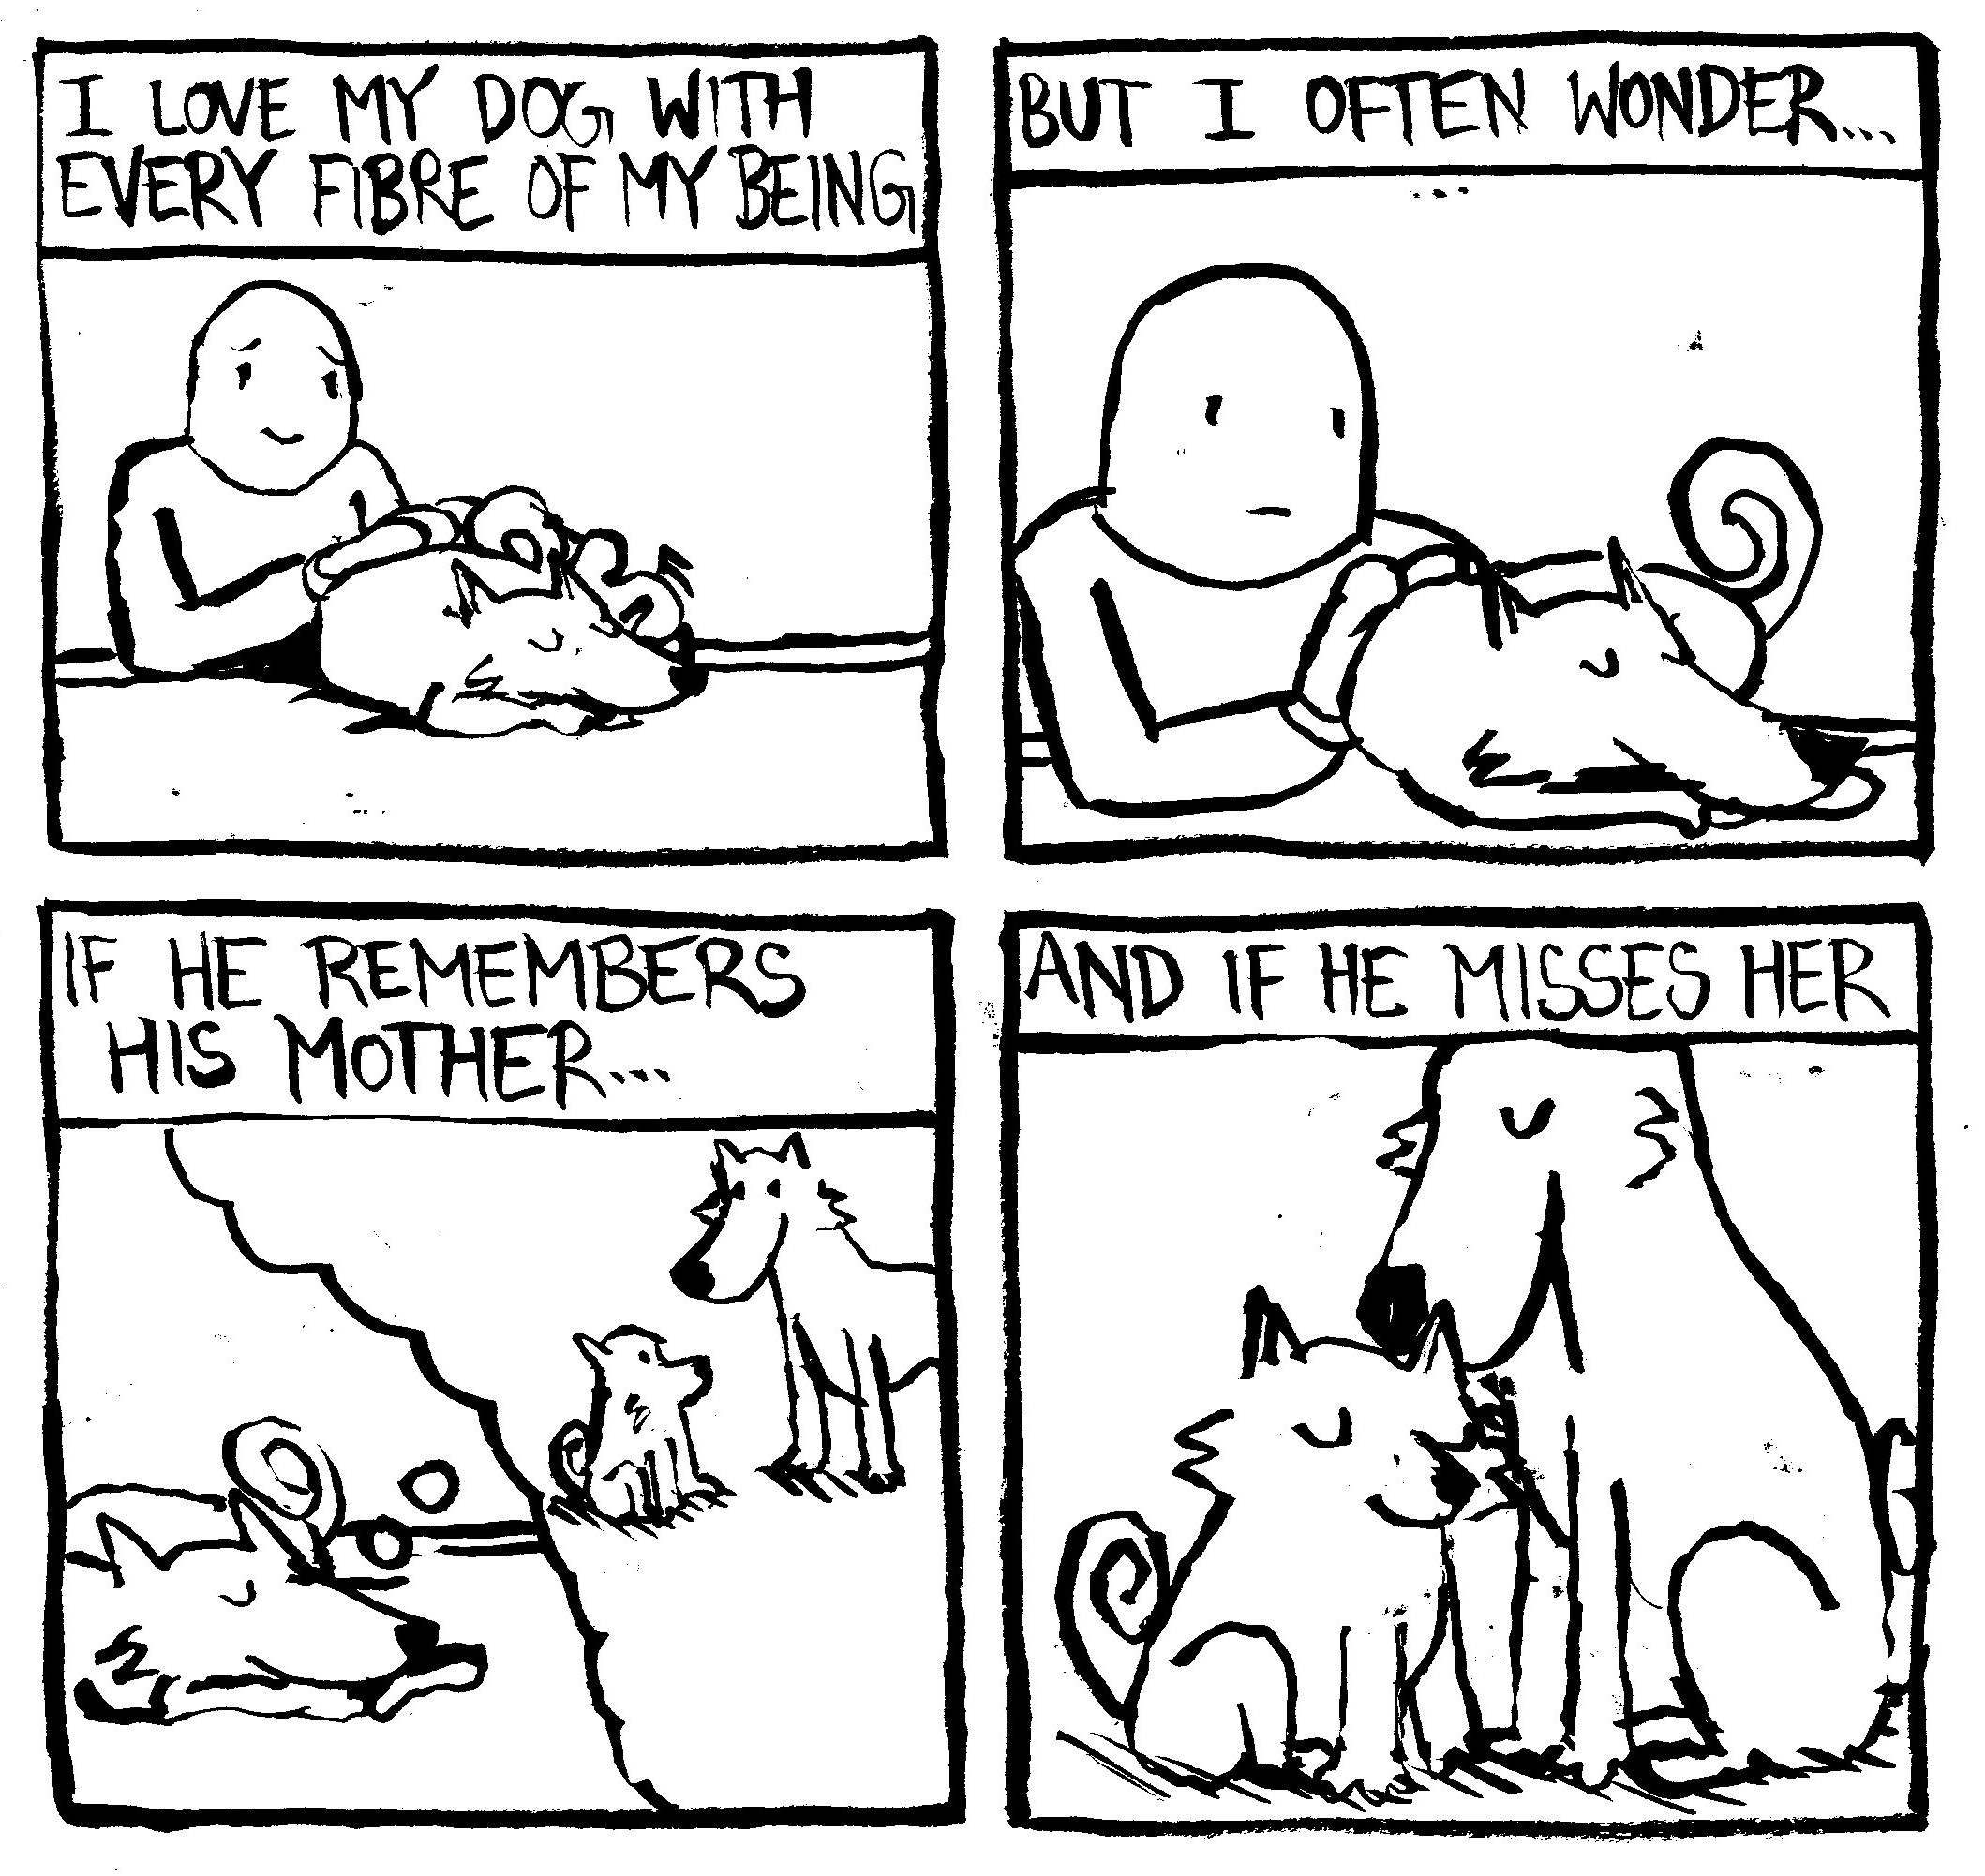 I LOVE MY DOG WITH
EVERY FIBRE OF MY BEING
BUT I OFTEN WONDER...
IF HE REMEMBERS
HIS MOTHER...
AND IF HE MISSES HER